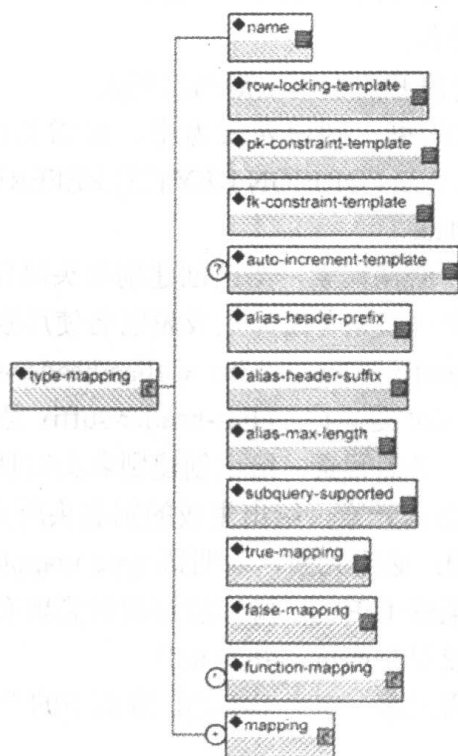 name
row-locking-template
pk-constraint-template
fk-constraint-template
? auto-increment-template
alias-header-prefix
type-mapping
alias-header-suffix
alias-max-length
subquery-supported
true-mapping
false-mapping
* function-mapping
+ mapping